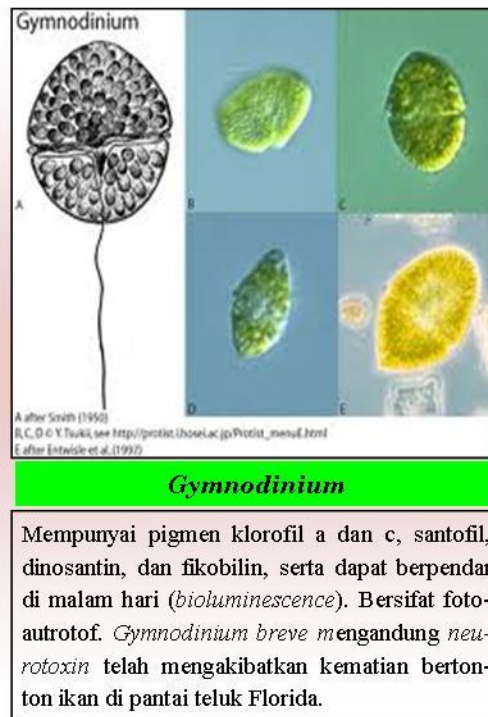 Gymnodinium
A
B
C
D
E
A after Smith (1950)
B, C, D © Y. Tsukii, see http://protist.i.hosei.ac.jp/Protist_menuE.html
E after Entwisle et al. (1997)
Gymnodinium
Mempunyai pigmen klorofil a dan c, santofil,
dinosantin, dan fikobilin, serta dapat berpendar
di malam hari (bioluminescence). Bersifat foto-
autrotof. Gymnodinium breve mengandung neu-
rotoxin telah mengakibatkan kematian berton-
ton ikan di pantai teluk Florida.